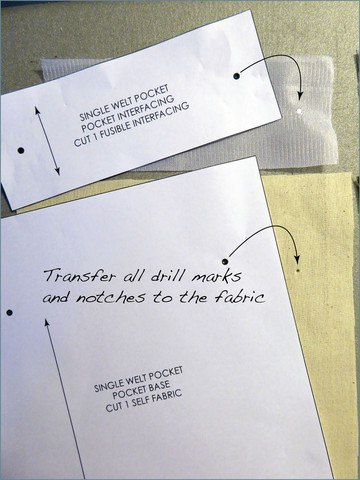 SINGLE WELT POCKET
POCKET INTERFACING
CUT 1 FUSIBLE INTERFACING
Transfer all drill marks
and notches to the fabric
SINGLE WELT POCKET
POCKET BASE
CUT 1 SELF FABRIC